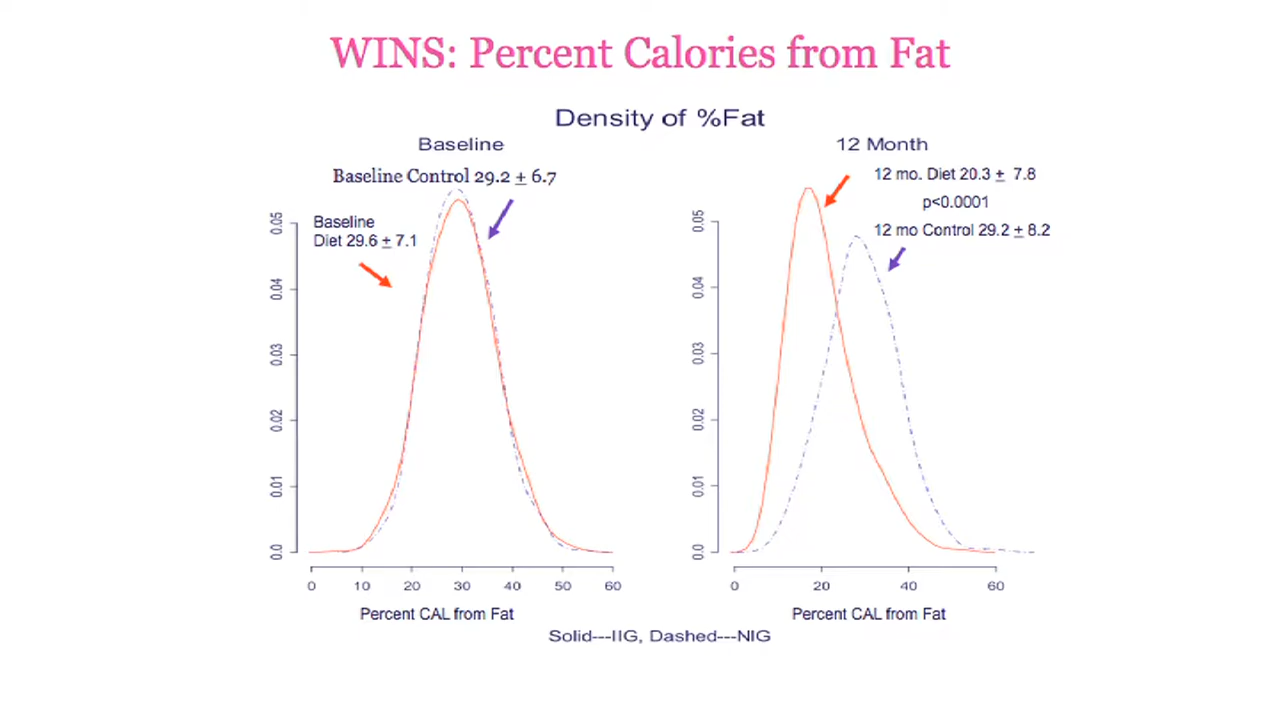 WINS: Percent Calories from Fat
Density of %Fat
Baseline
Baseline Control 29.2 ± 6.7
Baseline
Diet 29.6 ± 7.1
0.05
0.04
0.03
0.02
0.01
0.0
0 10 20 30 40 50 60
Percent CAL from Fat
12 Month
12 mo. Diet 20.3 ± 7.8
p<0.0001
12 mo Control 29.2 ± 8.2
0.05
0.04
0.03
0.02
0.01
0.0
0 20 40 60
Percent CAL from Fat
Solid---IIG, Dashed---NIG